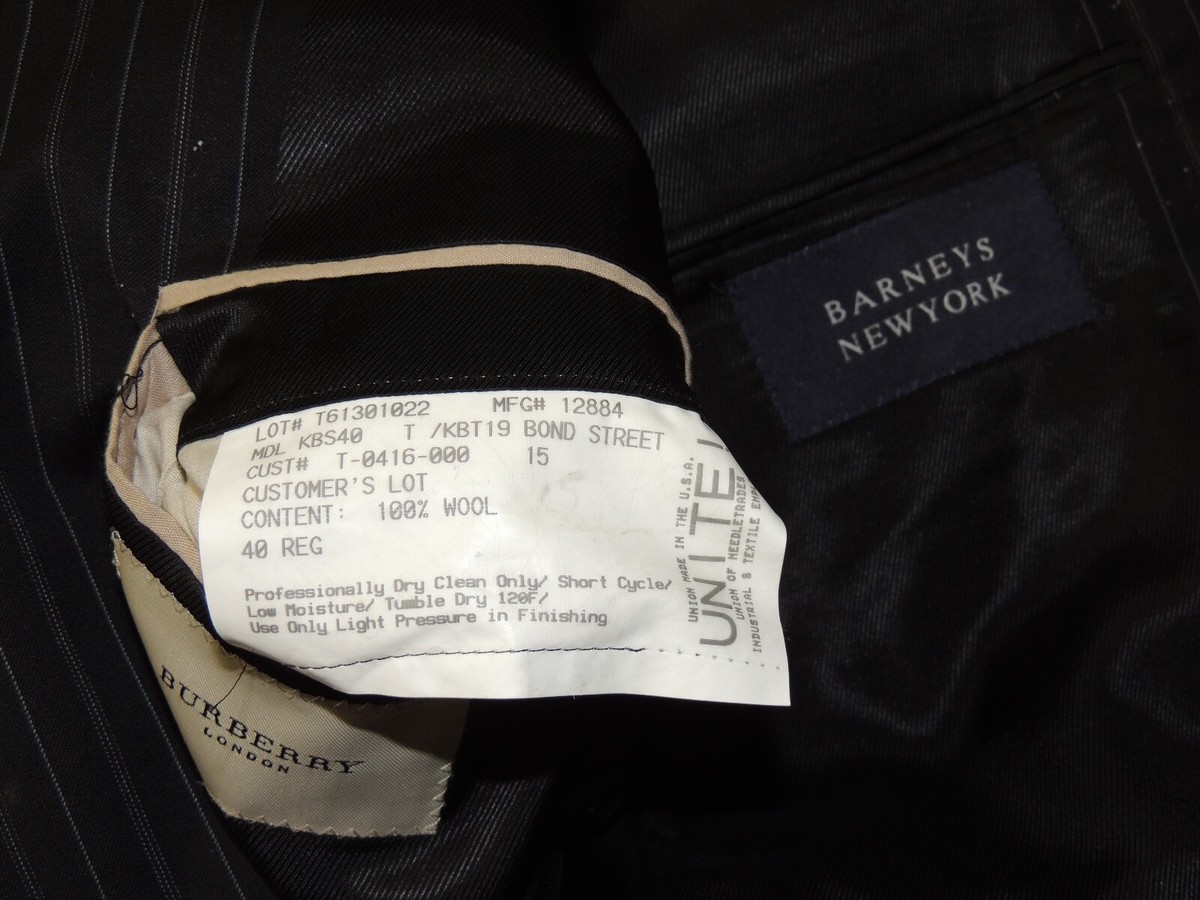 BARNEYS
NEWYORK
LOT# T61301022 MFG# 12884
MDL KBS40 T /KBT19 BOND STREET
CUST# T-0416-000 15
CUSTOMER'S LOT
CONTENT: 100% WOOL
40 REG
Professionally Dry Clean Only/ Short Cycle/
Low Moisture/ Tumble Dry 120F/
Use Only Light Pressure in Finishing
UNION MADE IN THE U.S.A.
UNITE!
UNION OF NEEDLETRADES
INDUSTRIAL & TEXTILE
BURBERRY
LONDON